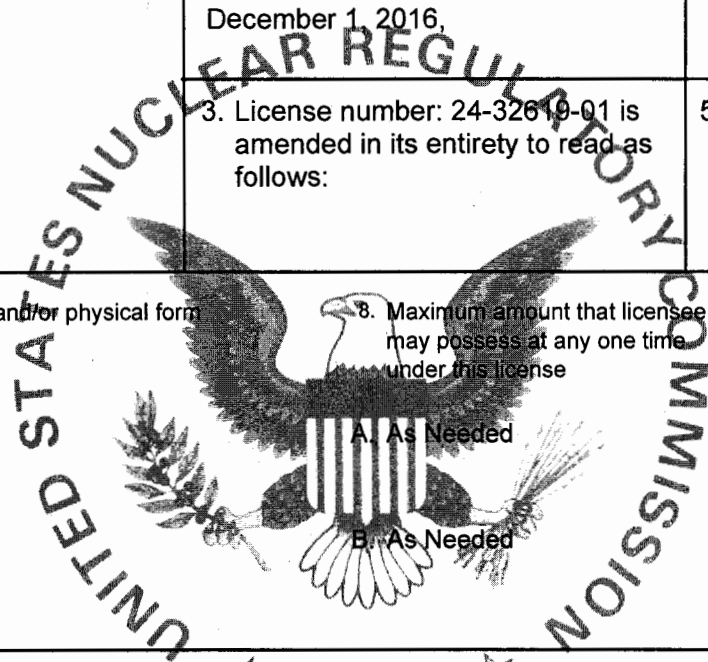 December 1, 2016,
3. License number: 24-32619-01 is
amended in its entirety to read as
follows:
5
and/or physical form
8. Maximum amount that licensee
may possess at any one time
under this license
A. As Needed
B. As Needed
UNITED STATES NUCLEAR REGULATORY COMMISSION